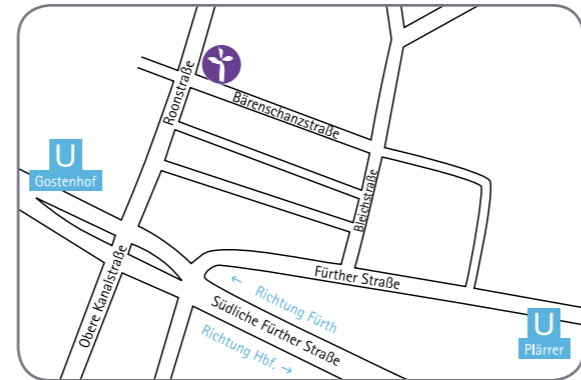 Roonstraße
Bärenschanzstraße
U
Gostenhof
Bleichstraße
Obere Kanalstraße
Fürther Straße
← Richtung Fürth
Südliche Fürther Straße
Richtung Hbf. →
U
Plärrer